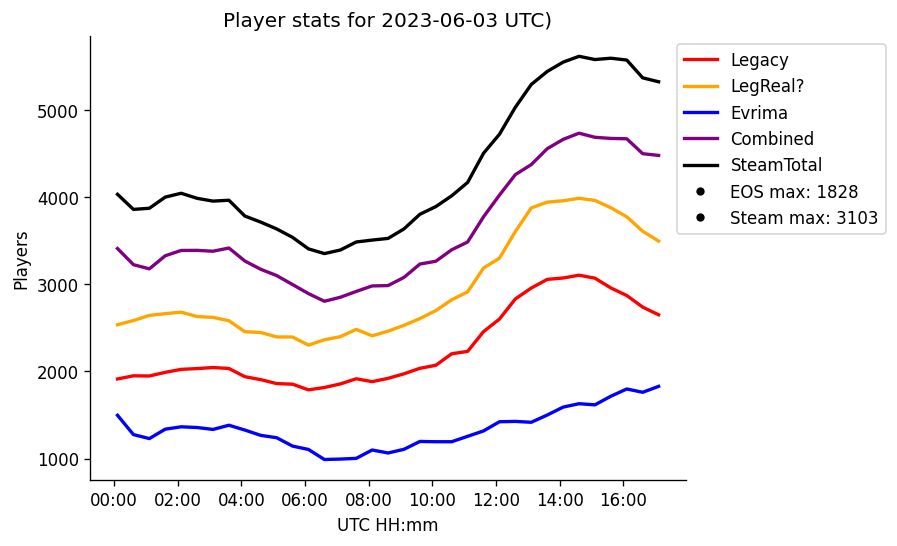 Player stats for 2023-06-03 UTC)
Legacy
LegReal?
Evrima
Combined
SteamTotal
EOS max: 1828
Steam max: 3103
Players
5000
4000
3000
2000
1000
00:00 02:00 04:00 06:00 08:00 10:00 12:00 14:00 16:00
UTC HH:mm